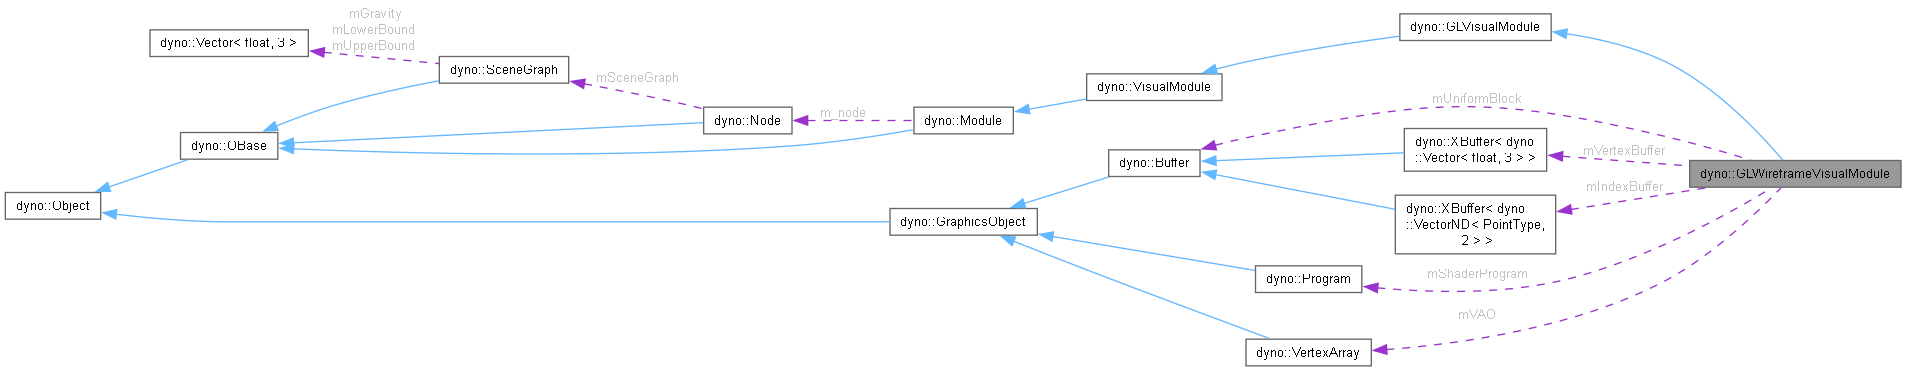 mGravity
mLowerBound
mUpperBound
dyno::Vector< float, 3 >
dyno::SceneGraph
mSceneGraph
dyno::GLVisualModule
dyno::VisualModule
m_node
dyno::Node
dyno::Module
mUniformBlock
dyno::OBase
dyno::Buffer
dyno::XBuffer< dyno
::Vector< float, 3 > >
mVertexBuffer
dyno::GLWireframeVisualModule
mIndexBuffer
dyno::Object
dyno::GraphicsObject
dyno::XBuffer< dyno
::VectorND< PointType,
2 > >
dyno::Program
mShaderProgram
mVAO
dyno::VertexArray